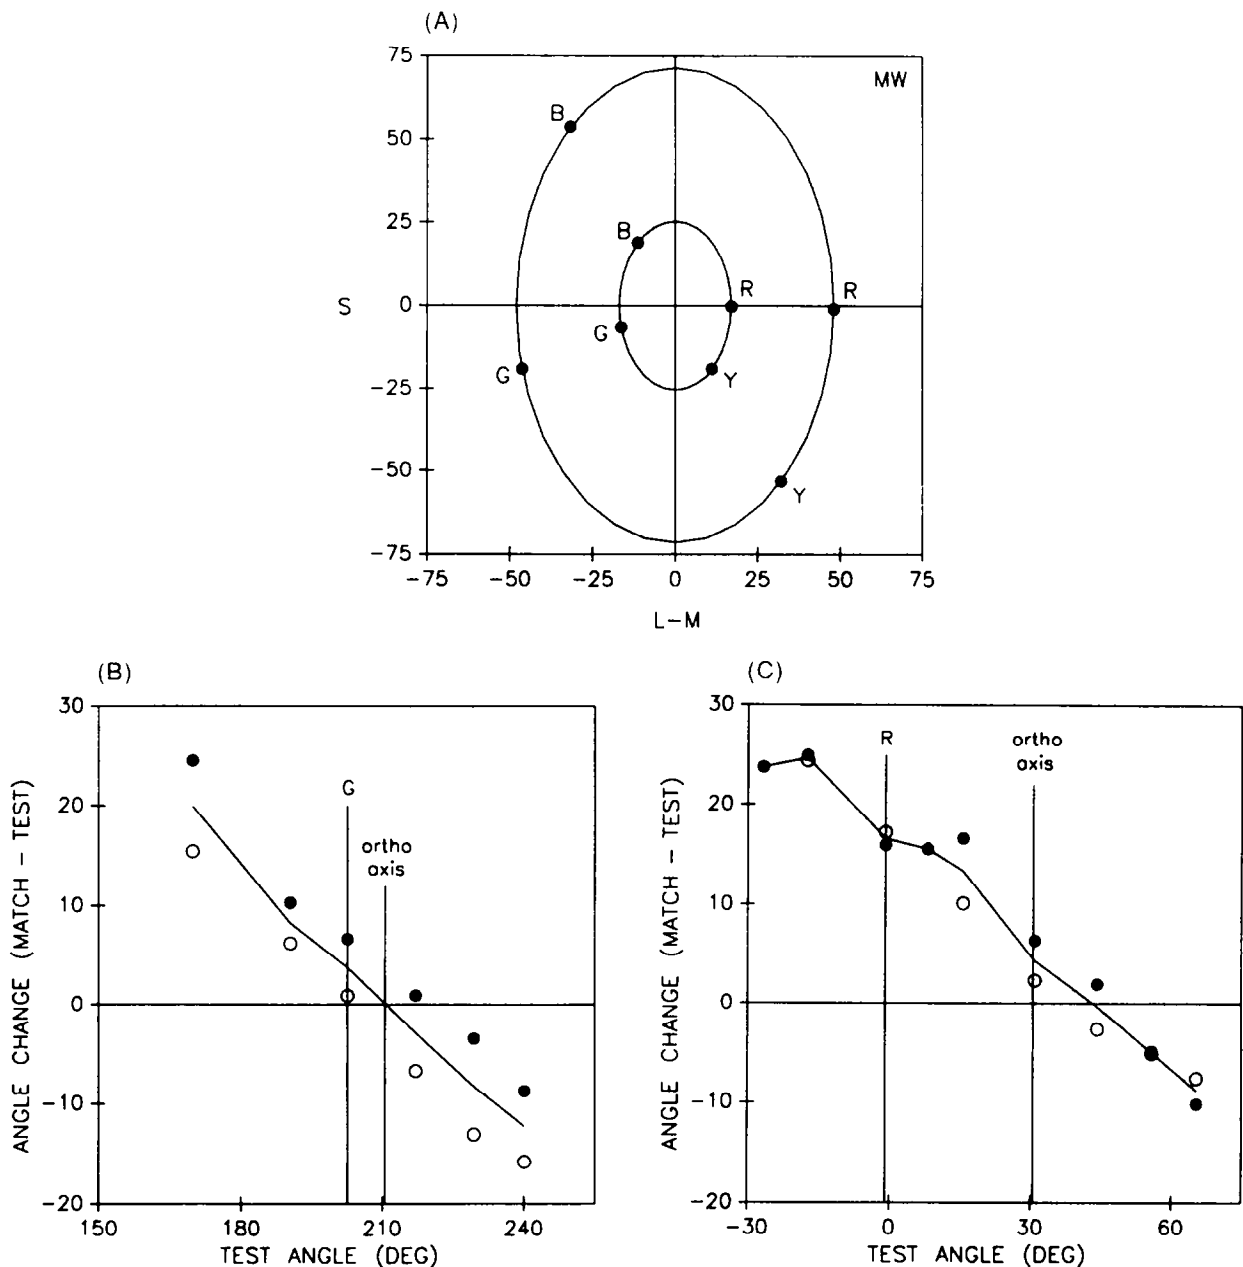 (A)
75
MW
B
50
25
B
R
R
S
0
G
G
Y
-25
-50
Y
-75
-75
-50
-25
0
25
50
75
L-M
(B)
30
20
10
0
-10
-20
ANGLE CHANGE (MATCH - TEST)
G
ortho
axis
150
180
210
240
TEST ANGLE (DEG)
(C)
30
20
10
0
-10
-20
ANGLE CHANGE (MATCH - TEST)
R
ortho
axis
-30
0
30
60
TEST ANGLE (DEG)